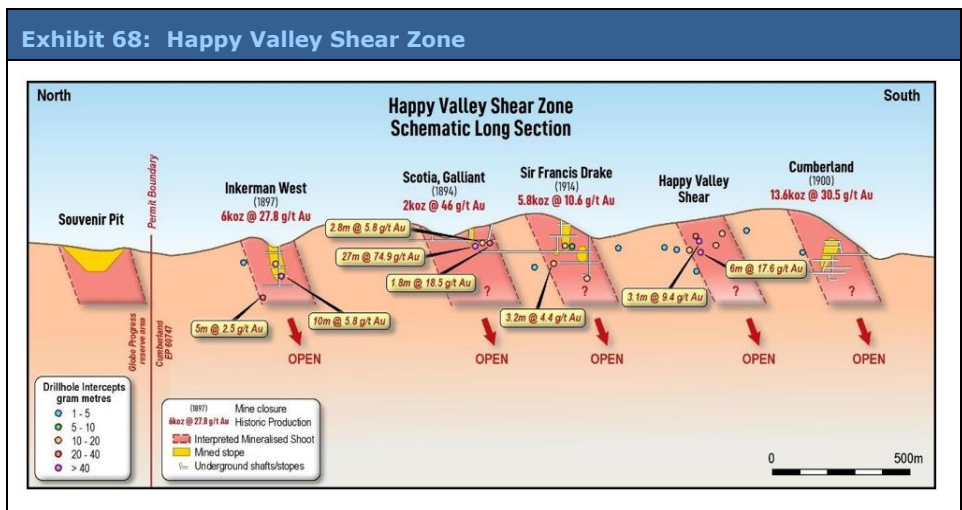 Exhibit 68: Happy Valley Shear Zone
North
South
Happy Valley Shear Zone
Schematic Long Section
Souvenir Pit
Permit Boundary
Inkerman West
(1897)
6koz @ 27.8 g/t Au
Scotia, Galliant
(1894)
2koz @ 46 g/t Au
Sir Francis Drake
(1914)
5.8koz @ 10.6 g/t Au
Happy Valley
Shear
Cumberland
(1900)
13.6koz @ 30.5 g/t Au
2.8m @ 5.8 g/t Au
27m @ 74.9 g/t Au
1.8m @ 18.5 g/t Au
6m @ 17.6 g/t Au
3.1m @ 9.4 g/t Au
3.2m @ 4.4 g/t Au
10m @ 5.8 g/t Au
5m @ 2.5 g/t Au
?
?
?
?
Globe Progress
reserve area
Cumberland
EP 60747
OPEN
OPEN
OPEN
OPEN
OPEN
Drillhole Intercepts
gram metres
1 - 5
5 - 10
10 - 20
20 - 40
> 40
(1897) Mine closure
6koz @ 27.8 g/t Au Historic Production
Interpreted Mineralised Shoot
Mined stope
Underground shafts/stopes
0 500m